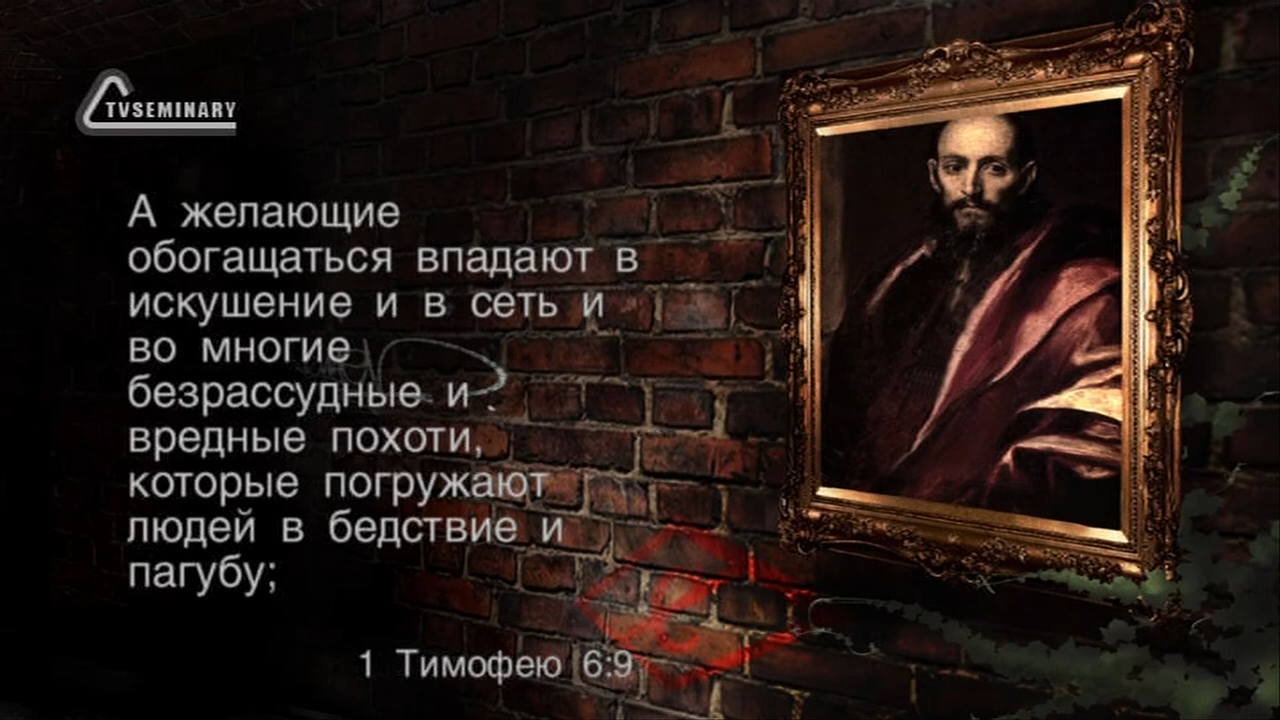 TVSEMINARY
А желающие
обогащаться впадают в
искушение и в сеть и
во многие
безрассудные и
вредные похоти,
которые погружают
людей в бедствие и
пагубу;
1 Тимофею 6:9